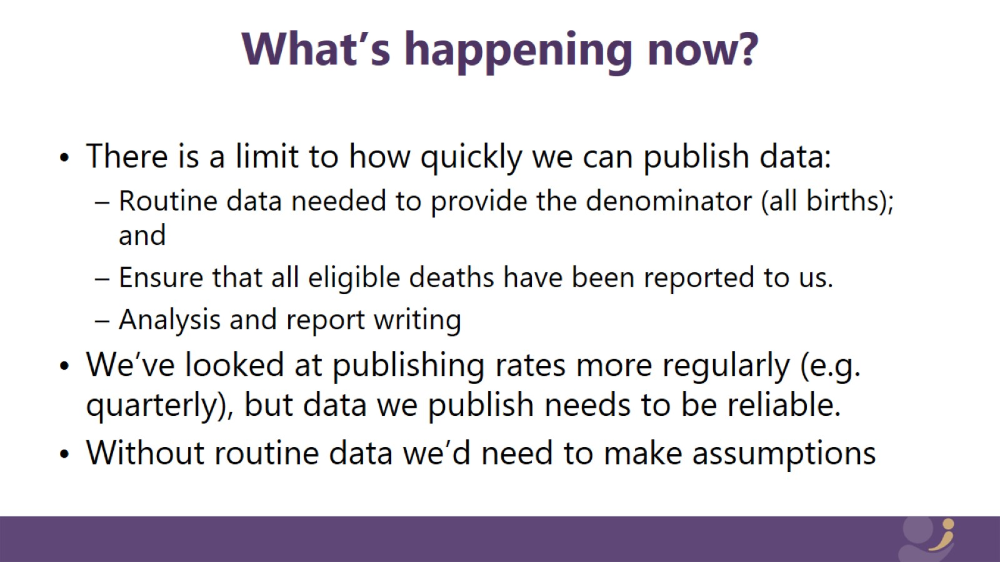 What’s happening now?
• There is a limit to how quickly we can publish data:
– Routine data needed to provide the denominator (all births);
and
– Ensure that all eligible deaths have been reported to us.
– Analysis and report writing
• We’ve looked at publishing rates more regularly (e.g.
quarterly), but data we publish needs to be reliable.
• Without routine data we’d need to make assumptions